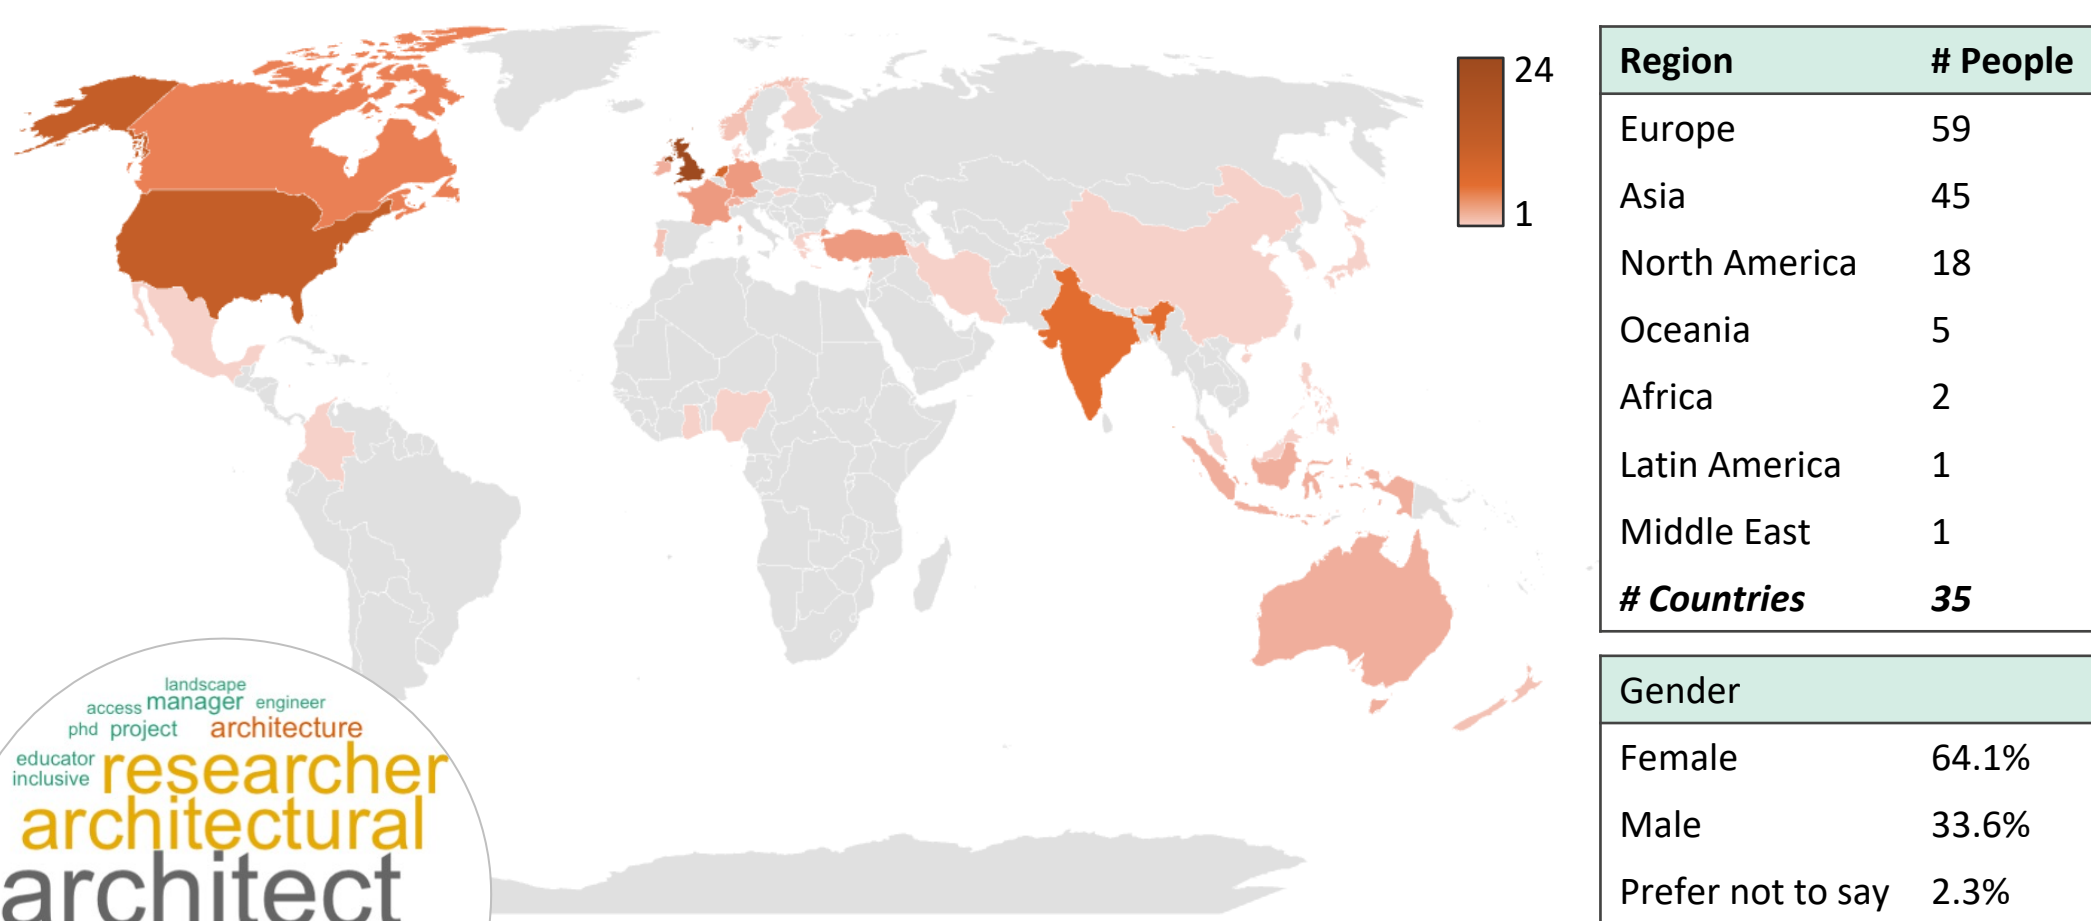 24
1
Region # People
Europe 59
Asia 45
North America 18
Oceania 5
Africa 2
Latin America 1
Middle East 1
# Countries 35
Gender
Female 64.1%
Male 33.6%
Prefer not to say 2.3%
landscape
access manager engineer
phd project architecture
educator
inclusive researcher
architectural
architect